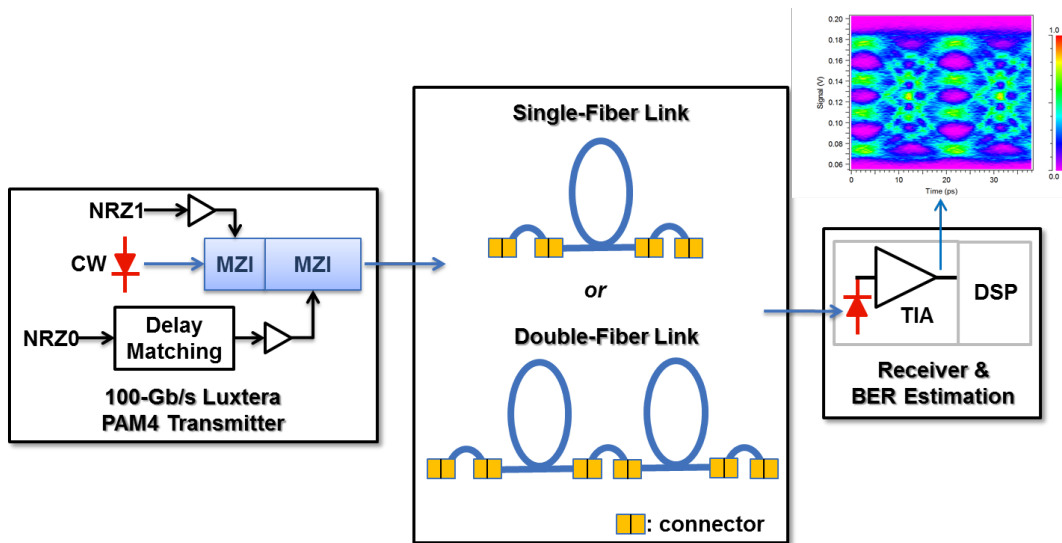 NRZ1
CW
MZI
MZI
NRZ0
Delay
Matching
100-Gb/s Luxtera
PAM4 Transmitter
Single-Fiber Link
or
Double-Fiber Link
: connector
0.20
0.18
0.16
0.14
0.12
0.10
0.08
0.06
Signal (V)
0
10
20
30
Time (ps)
1.0
0.0
TIA
DSP
Receiver &
BER Estimation